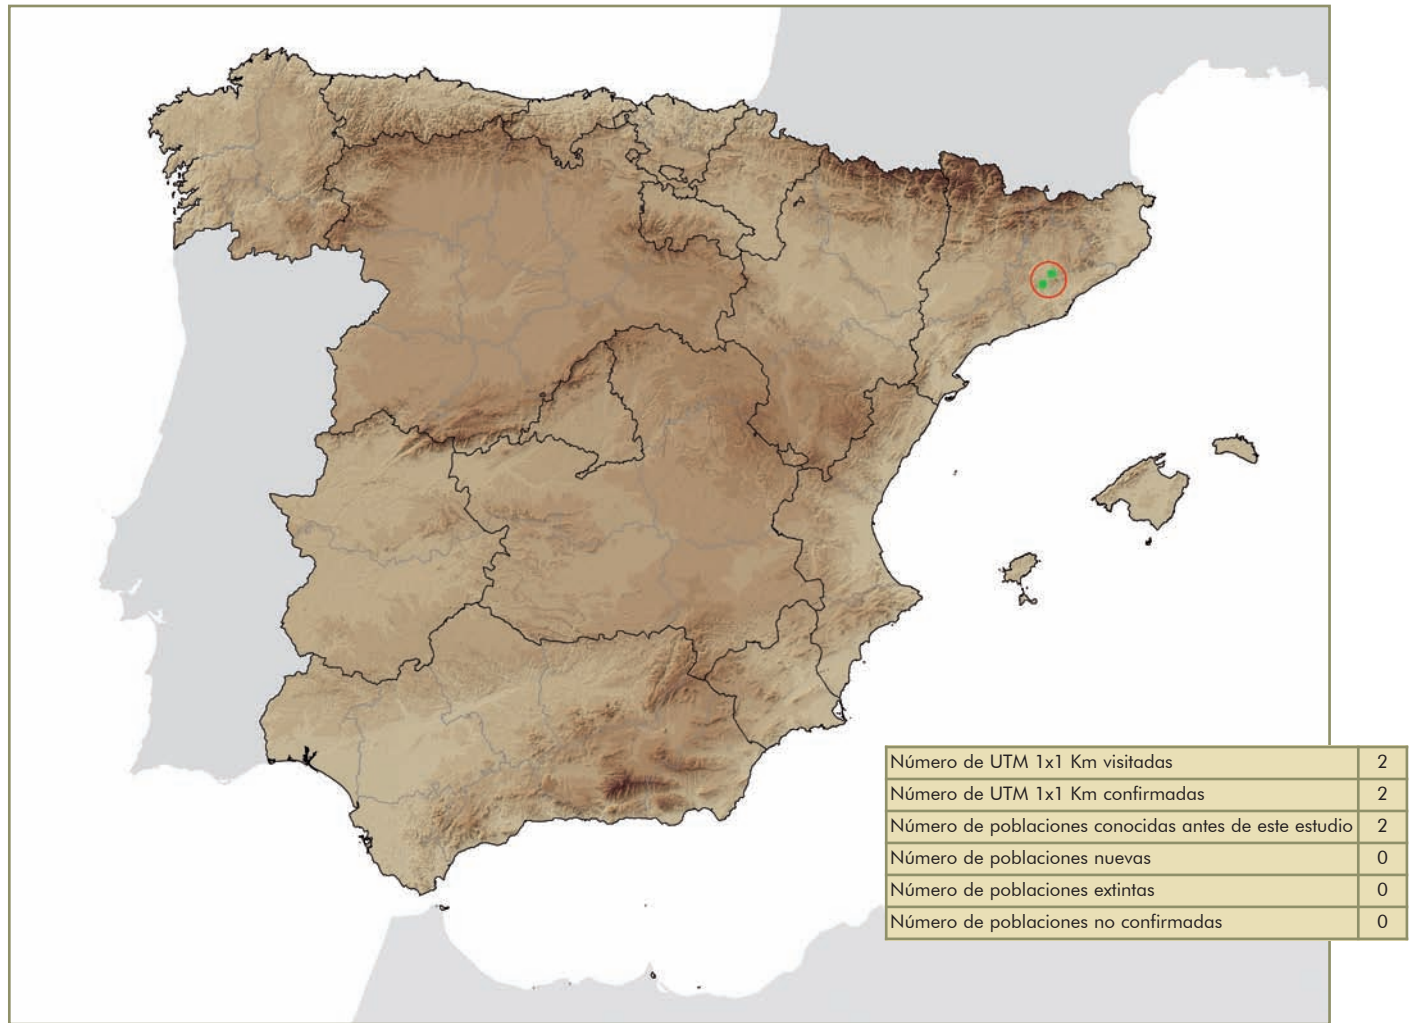 Número de UTM 1x1 Km visitadas 2
Número de UTM 1x1 Km confirmadas 2
Número de poblaciones conocidas antes de este estudio 2
Número de poblaciones nuevas 0
Número de poblaciones extintas 0
Número de poblaciones no confirmadas 0